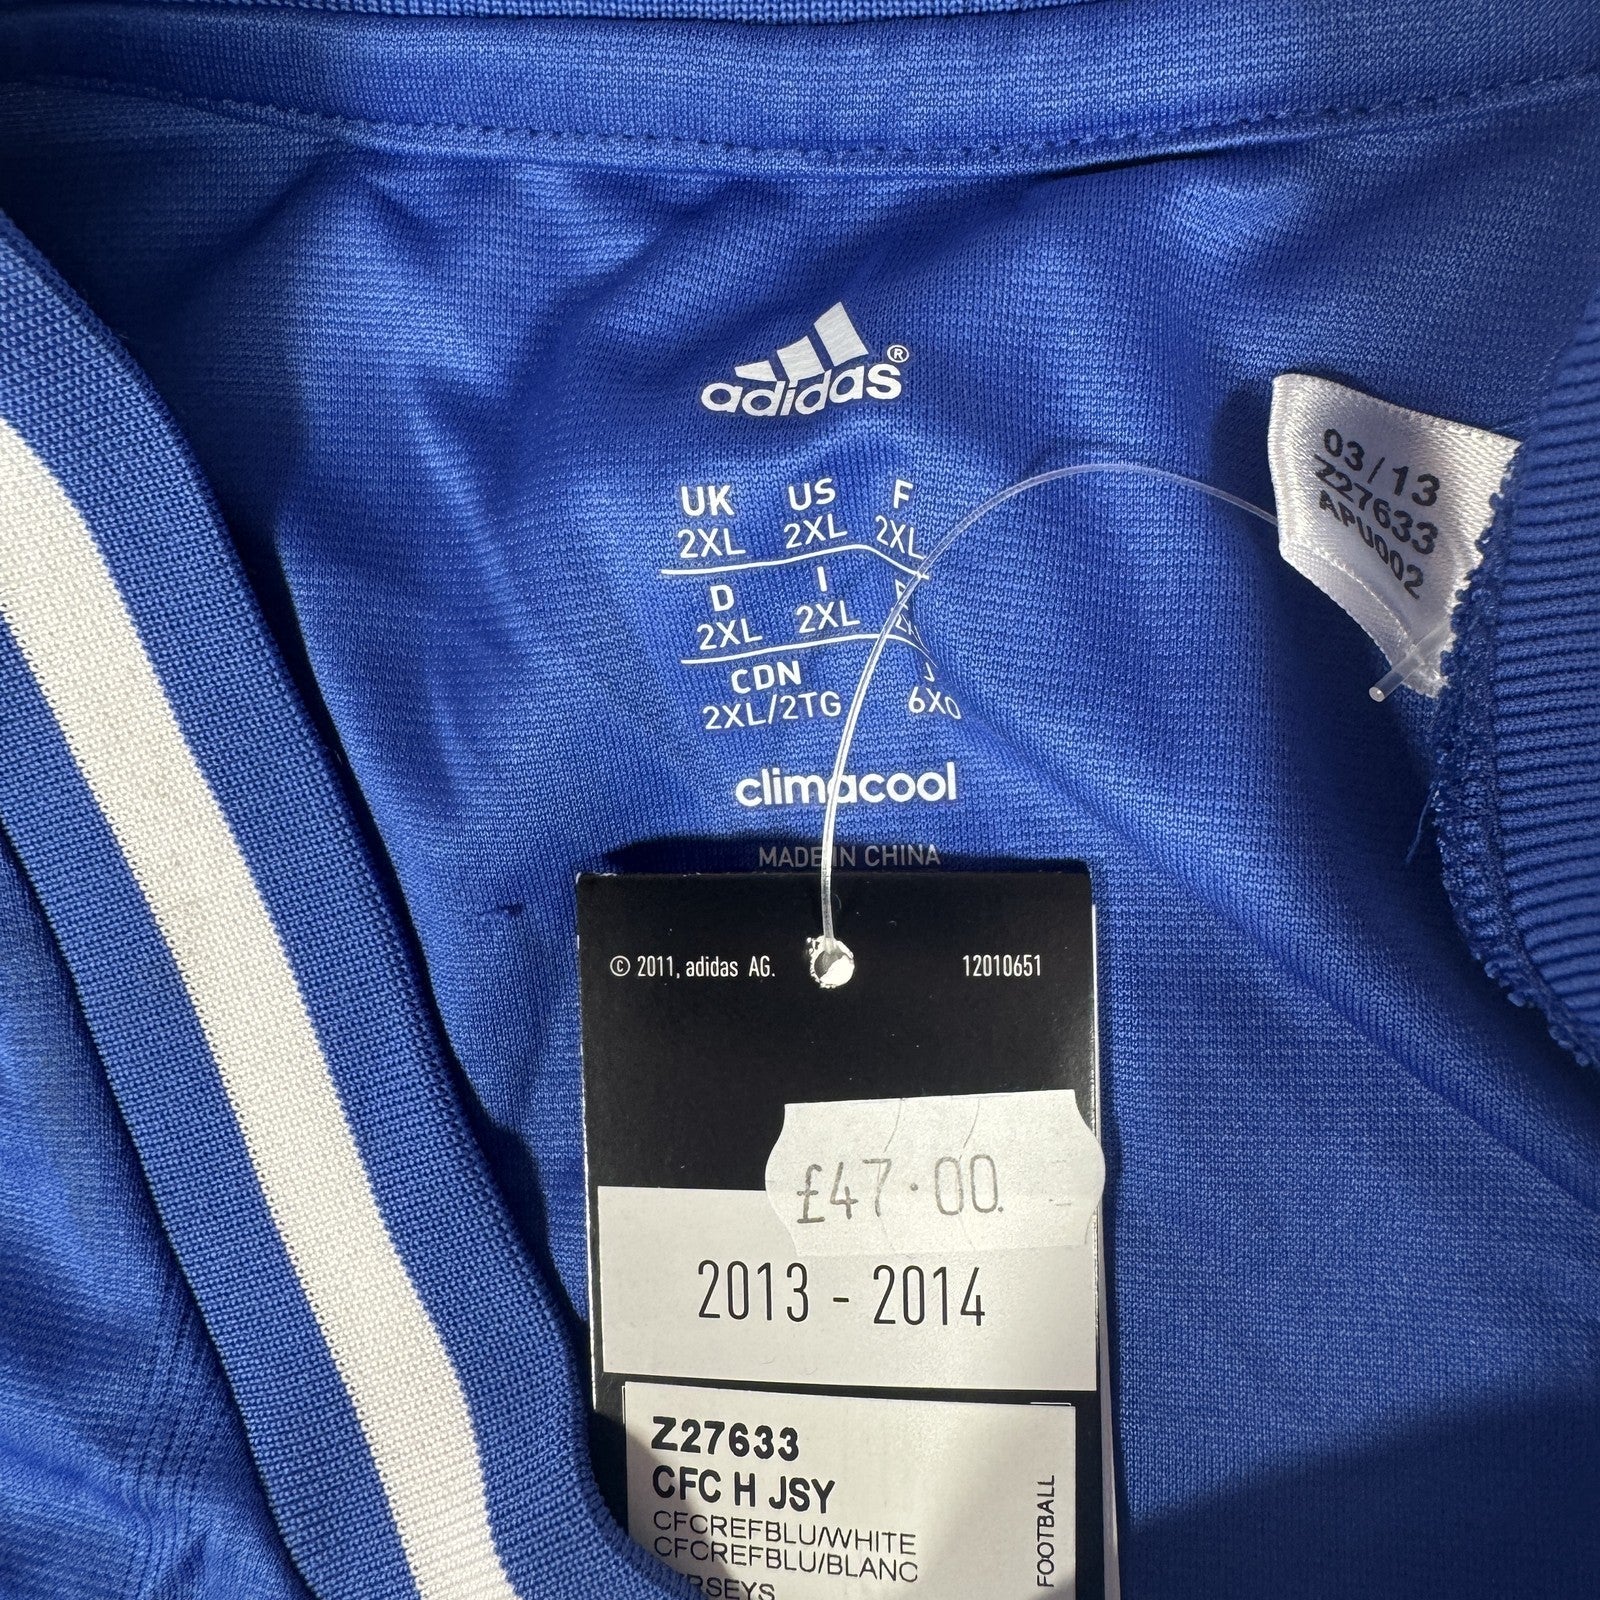 adidas®
UK US F
2XL 2XL 2XL
D I
2XL 2XL
CDN J
2XL/2TG 6XO
climacool
MADE IN CHINA
03/13
Z27633
APU002
© 2011, adidas AG. 12010651
£47.00
2013 - 2014
Z27633
CFC H JSY
CFCREFBLU/WHITE
CFCREFBLU/BLANC
FOOTBALL